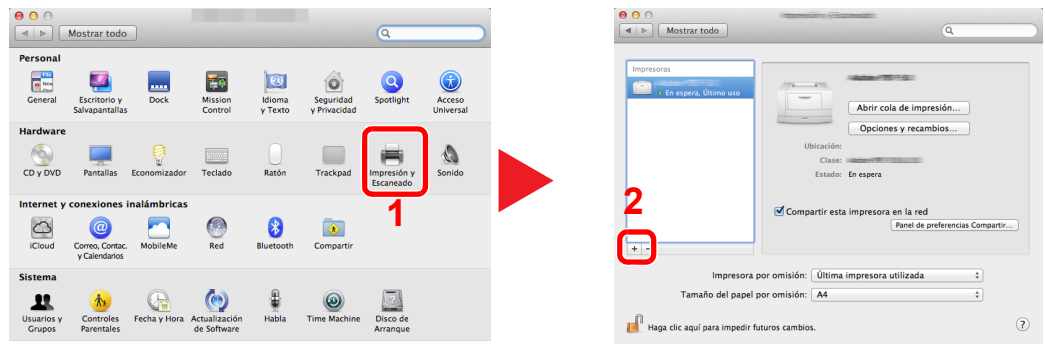 Mostrar todo
Personal
General
Escritorio y
Salvapantallas
Dock
Mission
Control
Idioma
y Texto
Seguridad
y Privacidad
Spotlight
Acceso
Universal
Hardware
CD y DVD
Pantallas
Economizador
Teclado
Ratón
Trackpad
Impresión y
Escaneado
Sonido
1
Internet y conexiones inalámbricas
iCloud
Correo, Contac.
y Calendarios
MobileMe
Red
Bluetooth
Compartir
Sistema
Usuarios y
Grupos
Controles
Parentales
Fecha y Hora
Actualización
de Software
Habla
Time Machine
Disco de
Arranque
Mostrar todo
Impresoras
En espera, Último uso
Abrir cola de impresión...
Opciones y recambios...
Ubicación:
Clase:
Estado: En espera
2
Compartir esta impresora en la red
Panel de preferencias Compartir...
+ -
Impresora por omisión: Última impresora utilizada
Tamaño del papel por omisión: A4
Haga clic aquí para impedir futuros cambios.
?